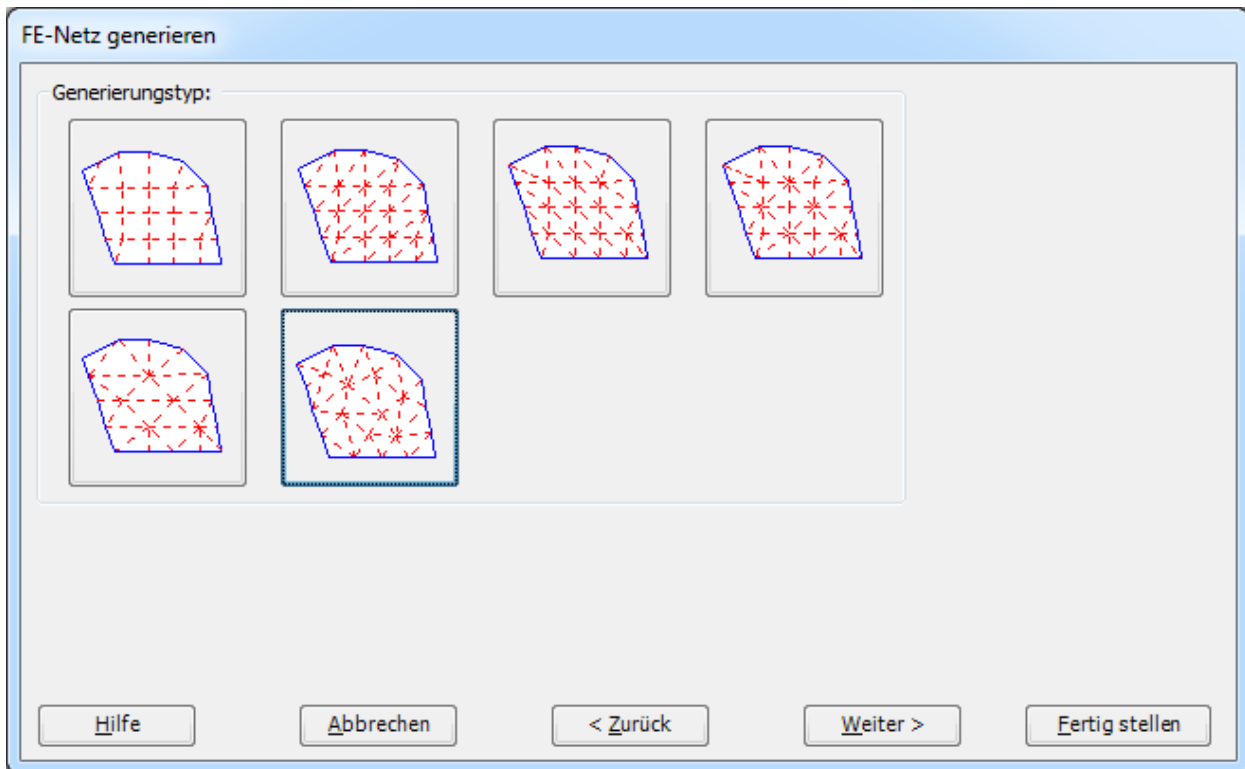 FE-Netz generieren
Generierungstyp:
Hilfe
Abbrechen
< Zurück
Weiter >
Fertig stellen